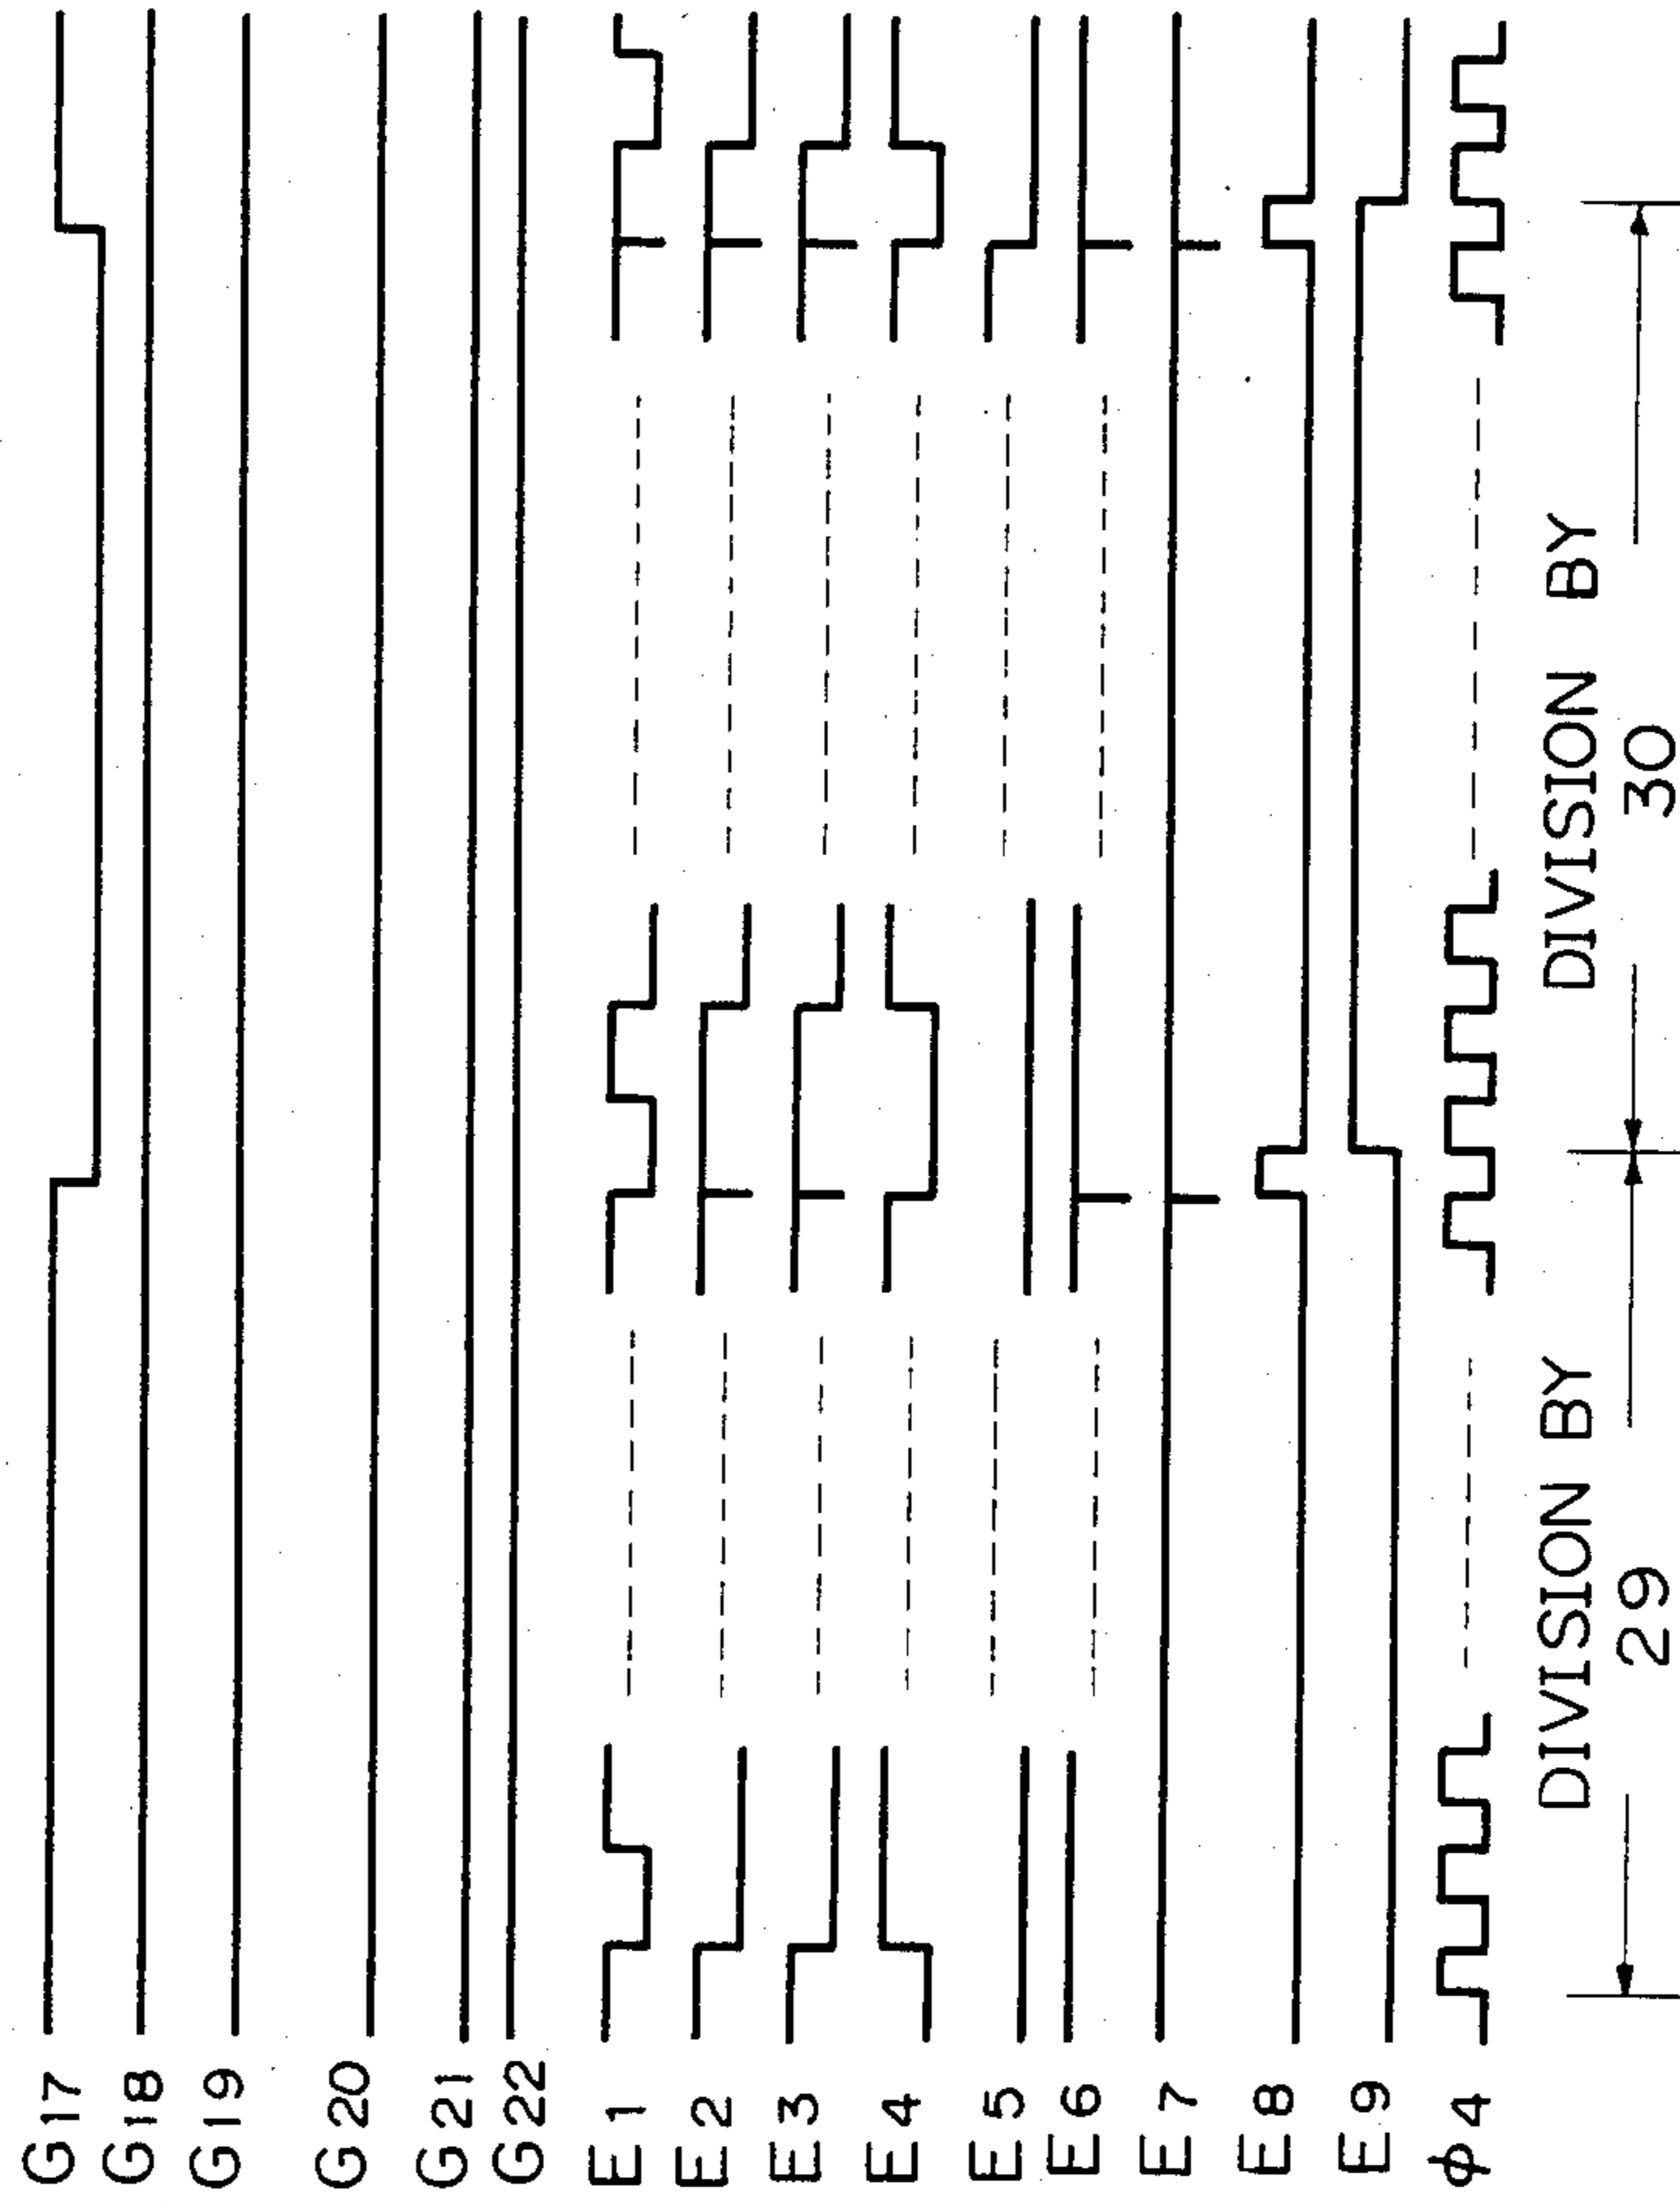 G17
G18
G19
G20
G21
G22
E1
E2
E3
E4
E5
E6
E7
E8
E9
φ4
DIVISION BY
29
DIVISION BY
30